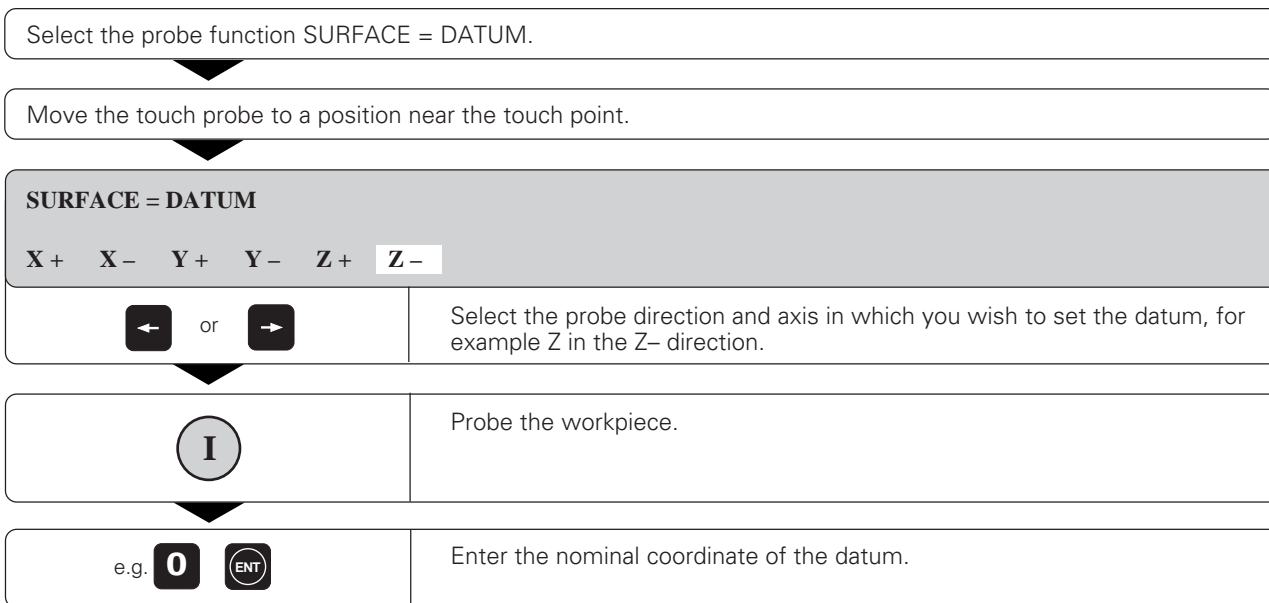 Select the probe function SURFACE = DATUM.
Move the touch probe to a position near the touch point.
SURFACE = DATUM
X + X – Y + Y – Z + Z –
or
Select the probe direction and axis in which you wish to set the datum, for
example Z in the Z– direction.
I
Probe the workpiece.
e.g. 0 ENT
Enter the nominal coordinate of the datum.